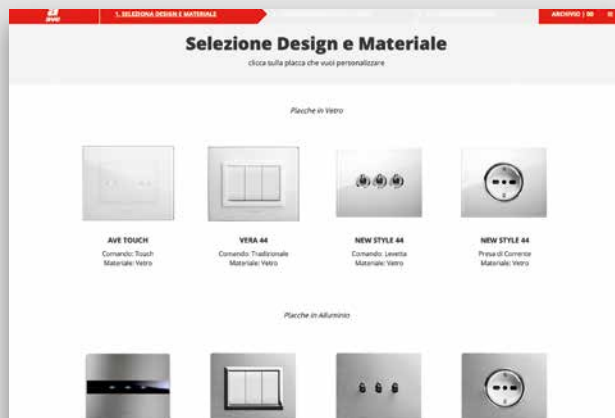 ave
1. SELEZIONA DESIGN E MATERIALE
ARCHIVIO | 00
Selezione Design e Materiale
clicca sulla placca che vuoi personalizzare
Placche in Vetro
AVE TOUCH
Comando: Touch
Materiale: Vetro
VERA 44
Comando: Tradizionale
Materiale: Vetro
NEW STYLE 44
Comando: Levetta
Materiale: Vetro
NEW STYLE 44
Presa di Corrente
Materiale: Vetro
Placche in Alluminio